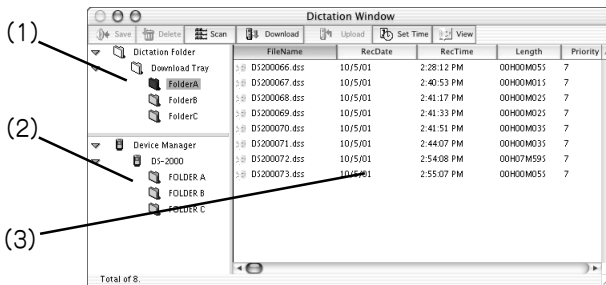 Dictation Window
Save Delete Scan Download Upload Set Time View
(1)
Dictation Folder
Download Tray
FolderA
FolderB
FolderC
(2)
Device Manager
DS-2000
FOLDER A
FOLDER B
FOLDER C
(3)
FileName RecDate RecTime Length Priority
DS200066.dss 10/5/01 2:28:12 PM 00H00M05S 7
DS200067.dss 10/5/01 2:40:53 PM 00H00M01S 7
DS200068.dss 10/5/01 2:41:17 PM 00H00M02S 7
DS200069.dss 10/5/01 2:41:33 PM 00H00M02S 7
DS200070.dss 10/5/01 2:41:51 PM 00H00M03S 7
DS200071.dss 10/5/01 2:44:07 PM 00H00M03S 7
DS200072.dss 10/5/01 2:54:08 PM 00H07M59S 7
DS200073.dss 10/5/01 2:55:07 PM 00H00M05S 7
Total of 8.